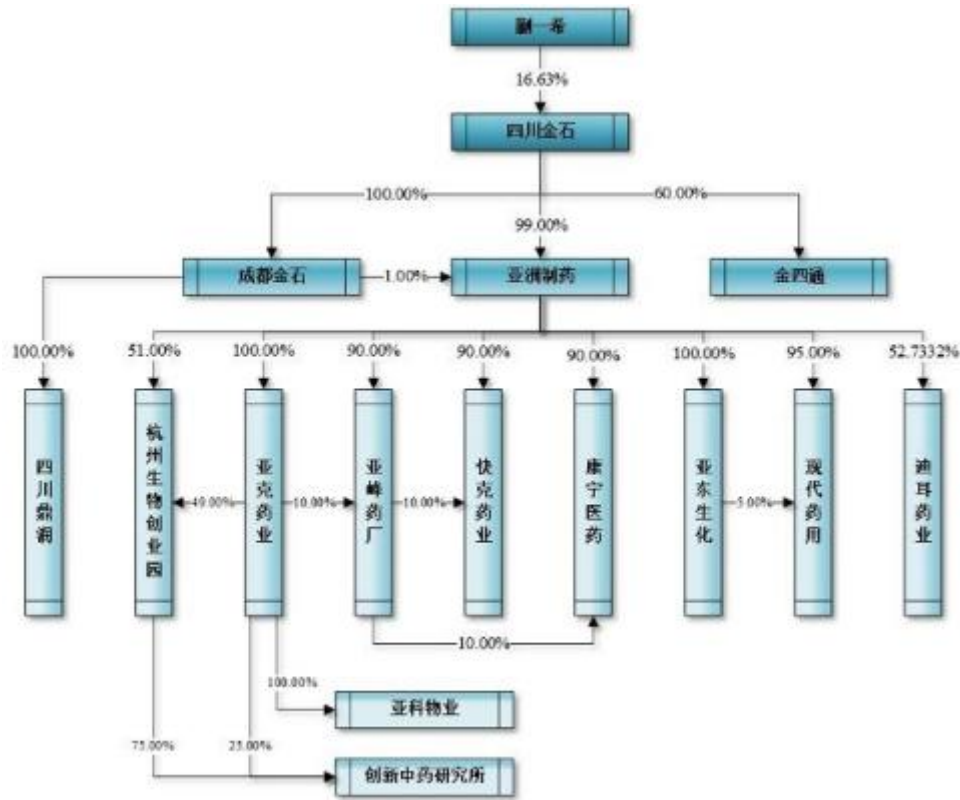 蒯一希
16.63%
四川金石
100.00%
60.00%
99.00%
成都金石
1.00%
亚洲制药
金四通
100.00%
51.00%
100.00%
90.00%
90.00%
90.00%
100.00%
95.00%
52.7332%
四川鼎润
杭州生物创业园
49.00%
亚克药业
10.00%
亚峰药厂
10.00%
快克药业
康宁医药
亚东生化
5.00%
现代药用
迪耳药业
10.00%
100.00%
亚科物业
75.00%
25.00%
创新中药研究所